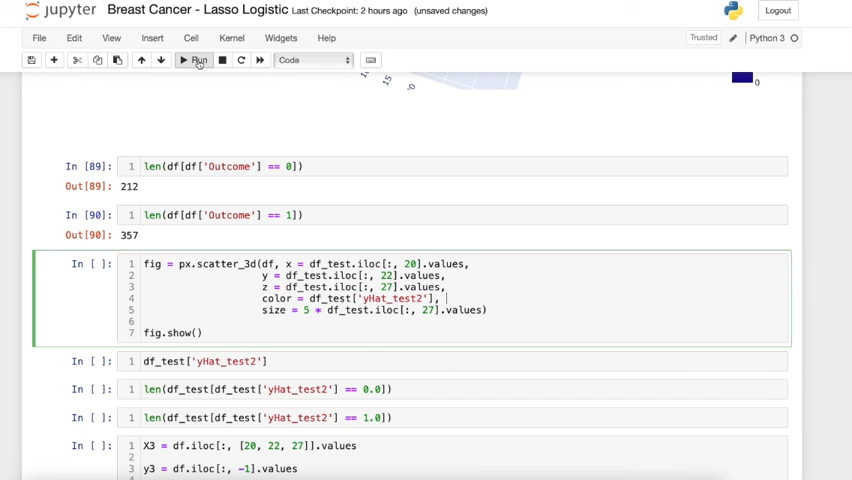 jupyter Breast Cancer - Lasso Logistic Last Checkpoint: 2 hours ago (unsaved changes) Logout
File Edit View Insert Cell Kernel Widgets Help Trusted Python 3
Run Code
15
0
0
In [89]: 1 len(df[df['Outcome'] == 0])
Out[89]: 212
In [90]: 1 len(df[df['Outcome'] == 1])
Out[90]: 357
In [ ]: 1 fig = px.scatter_3d(df, x = df_test.iloc[:, 20].values,
2 y = df_test.iloc[:, 22].values,
3 z = df_test.iloc[:, 27].values,
4 color = df_test['yHat_test2'],
5 size = 5 * df_test.iloc[:, 27].values)
6
7 fig.show()
In [ ]: 1 df_test['yHat_test2']
In [ ]: 1 len(df_test[df_test['yHat_test2'] == 0.0])
In [ ]: 1 len(df_test[df_test['yHat_test2'] == 1.0])
In [ ]: 1 X3 = df.iloc[:, [20, 22, 27]].values
2
3 y3 = df.iloc[:, -1].values